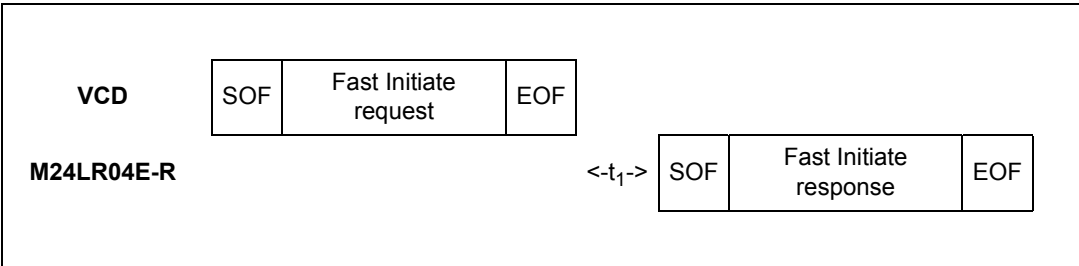 VCD SOF Fast Initiate request EOF
M24LR04E-R <-t1-> SOF Fast Initiate response EOF